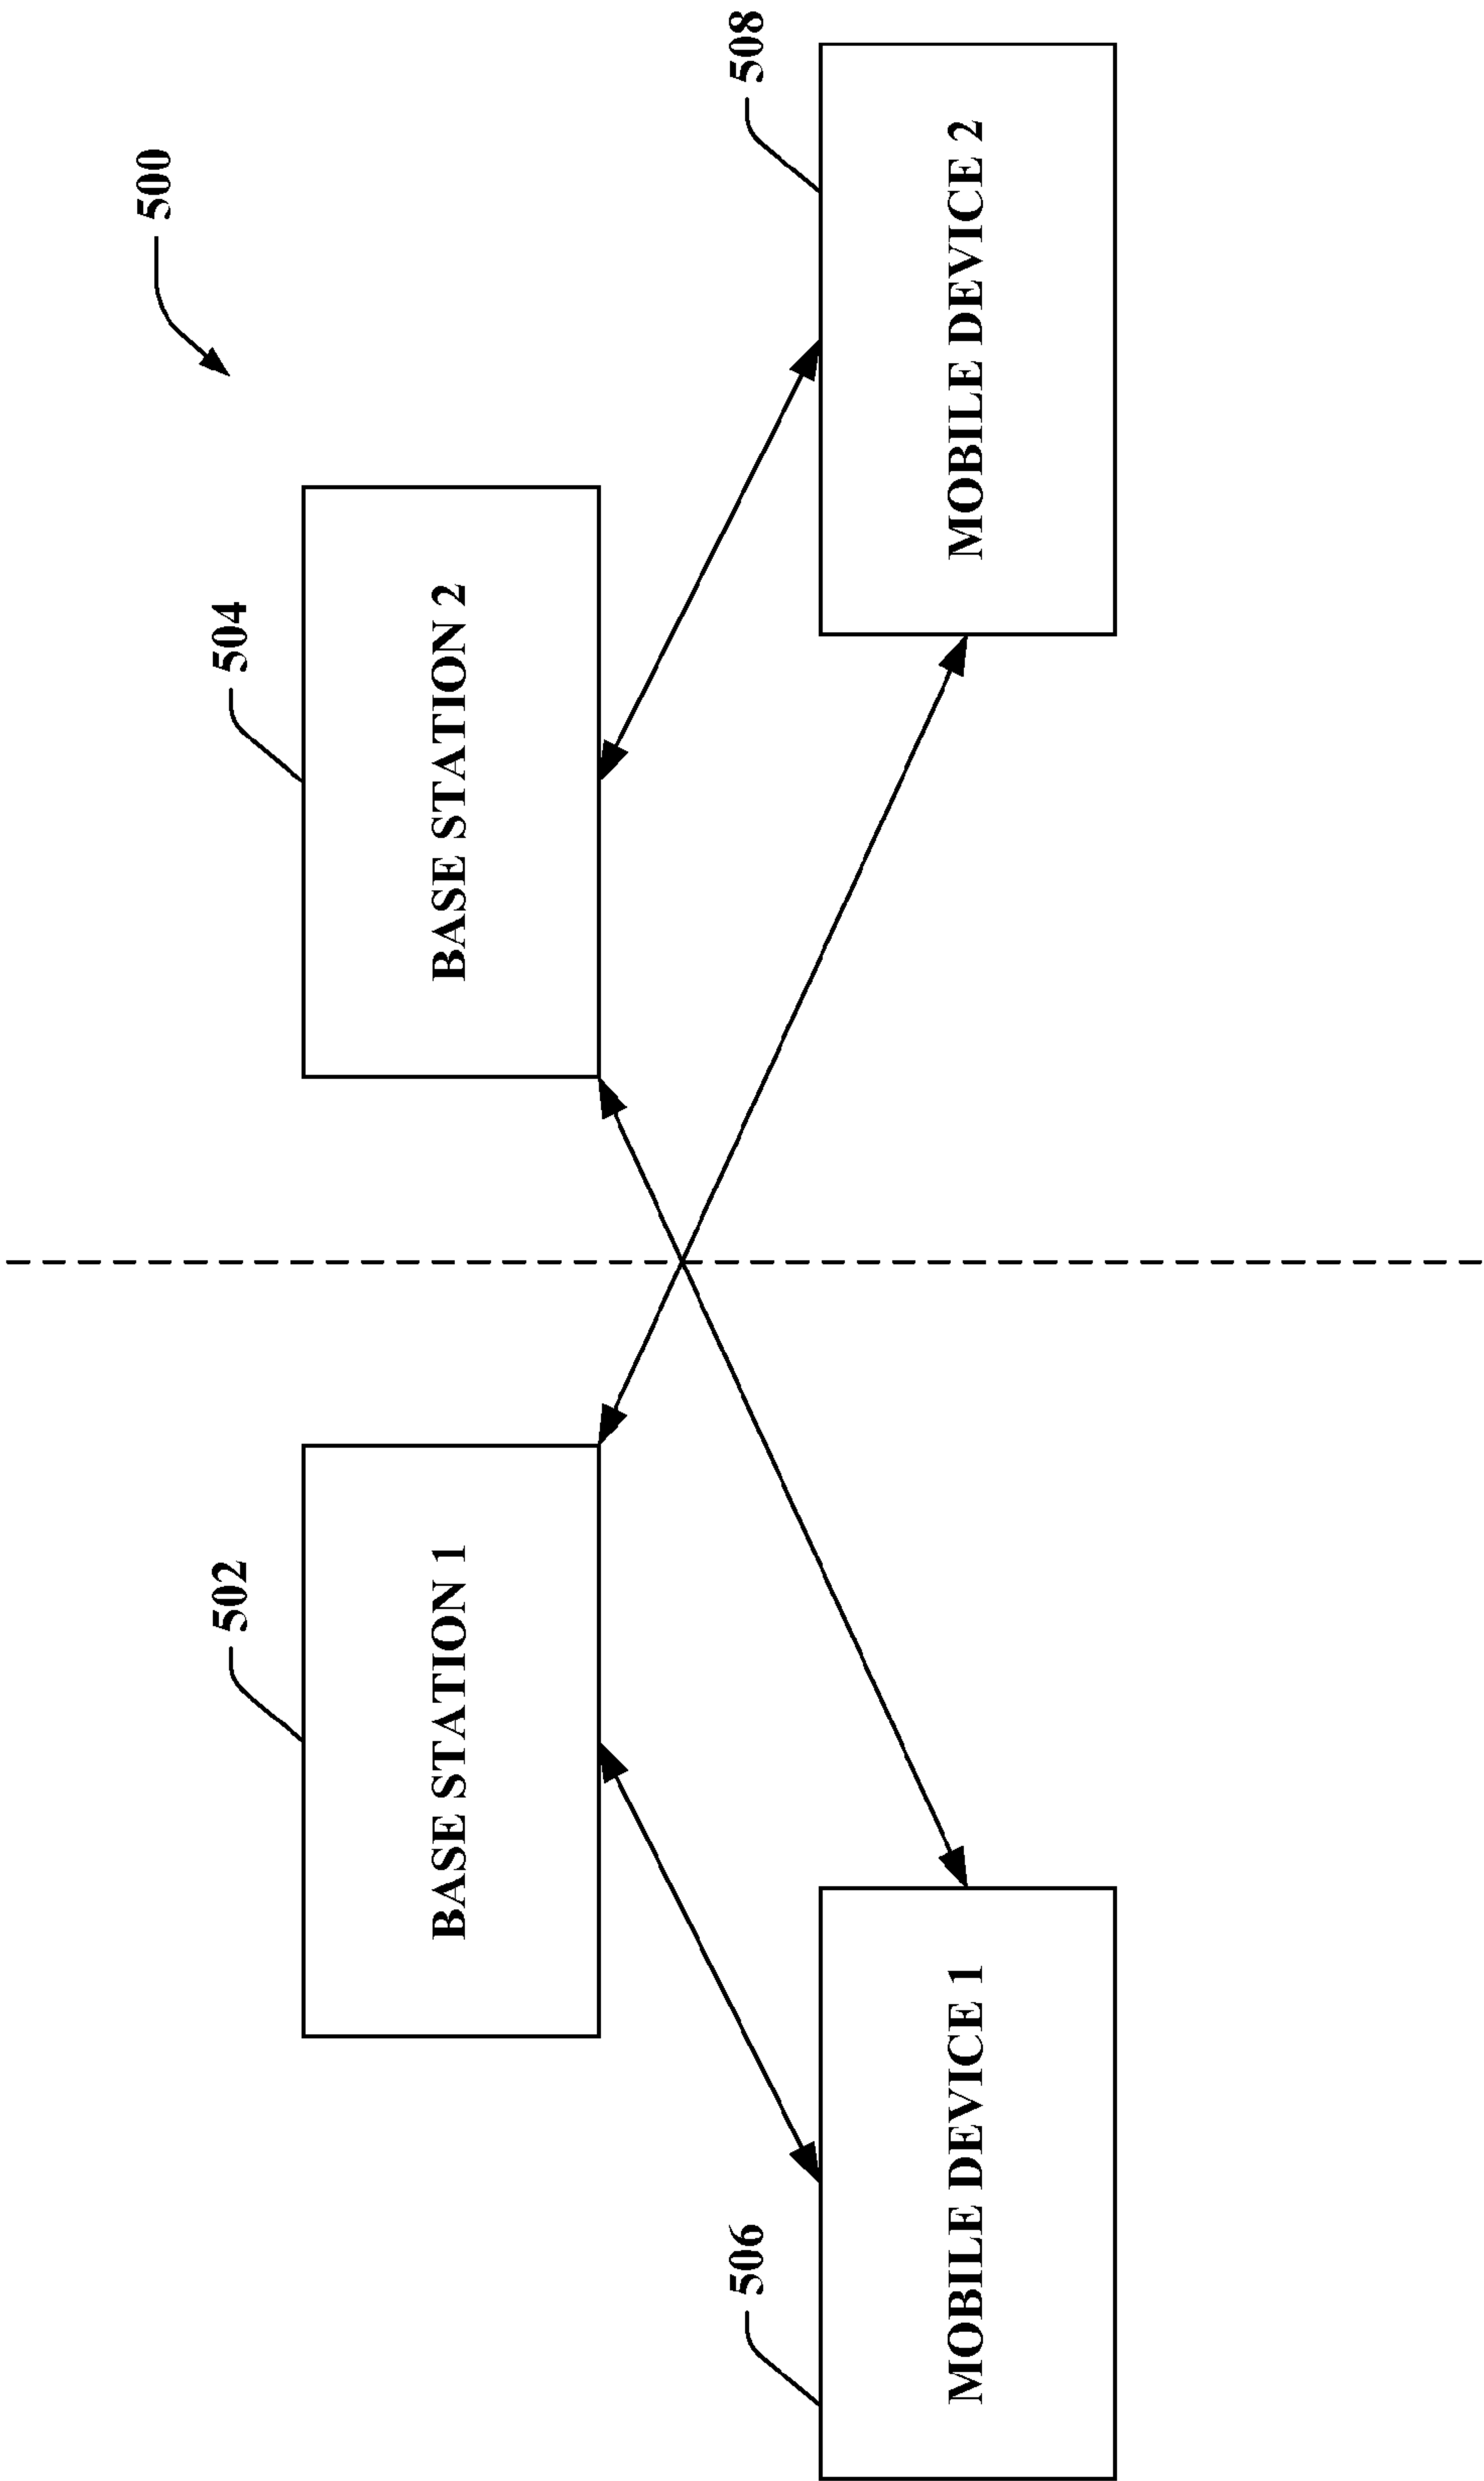 500
502
504
BASE STATION 1
BASE STATION 2
506
508
MOBILE DEVICE 1
MOBILE DEVICE 2